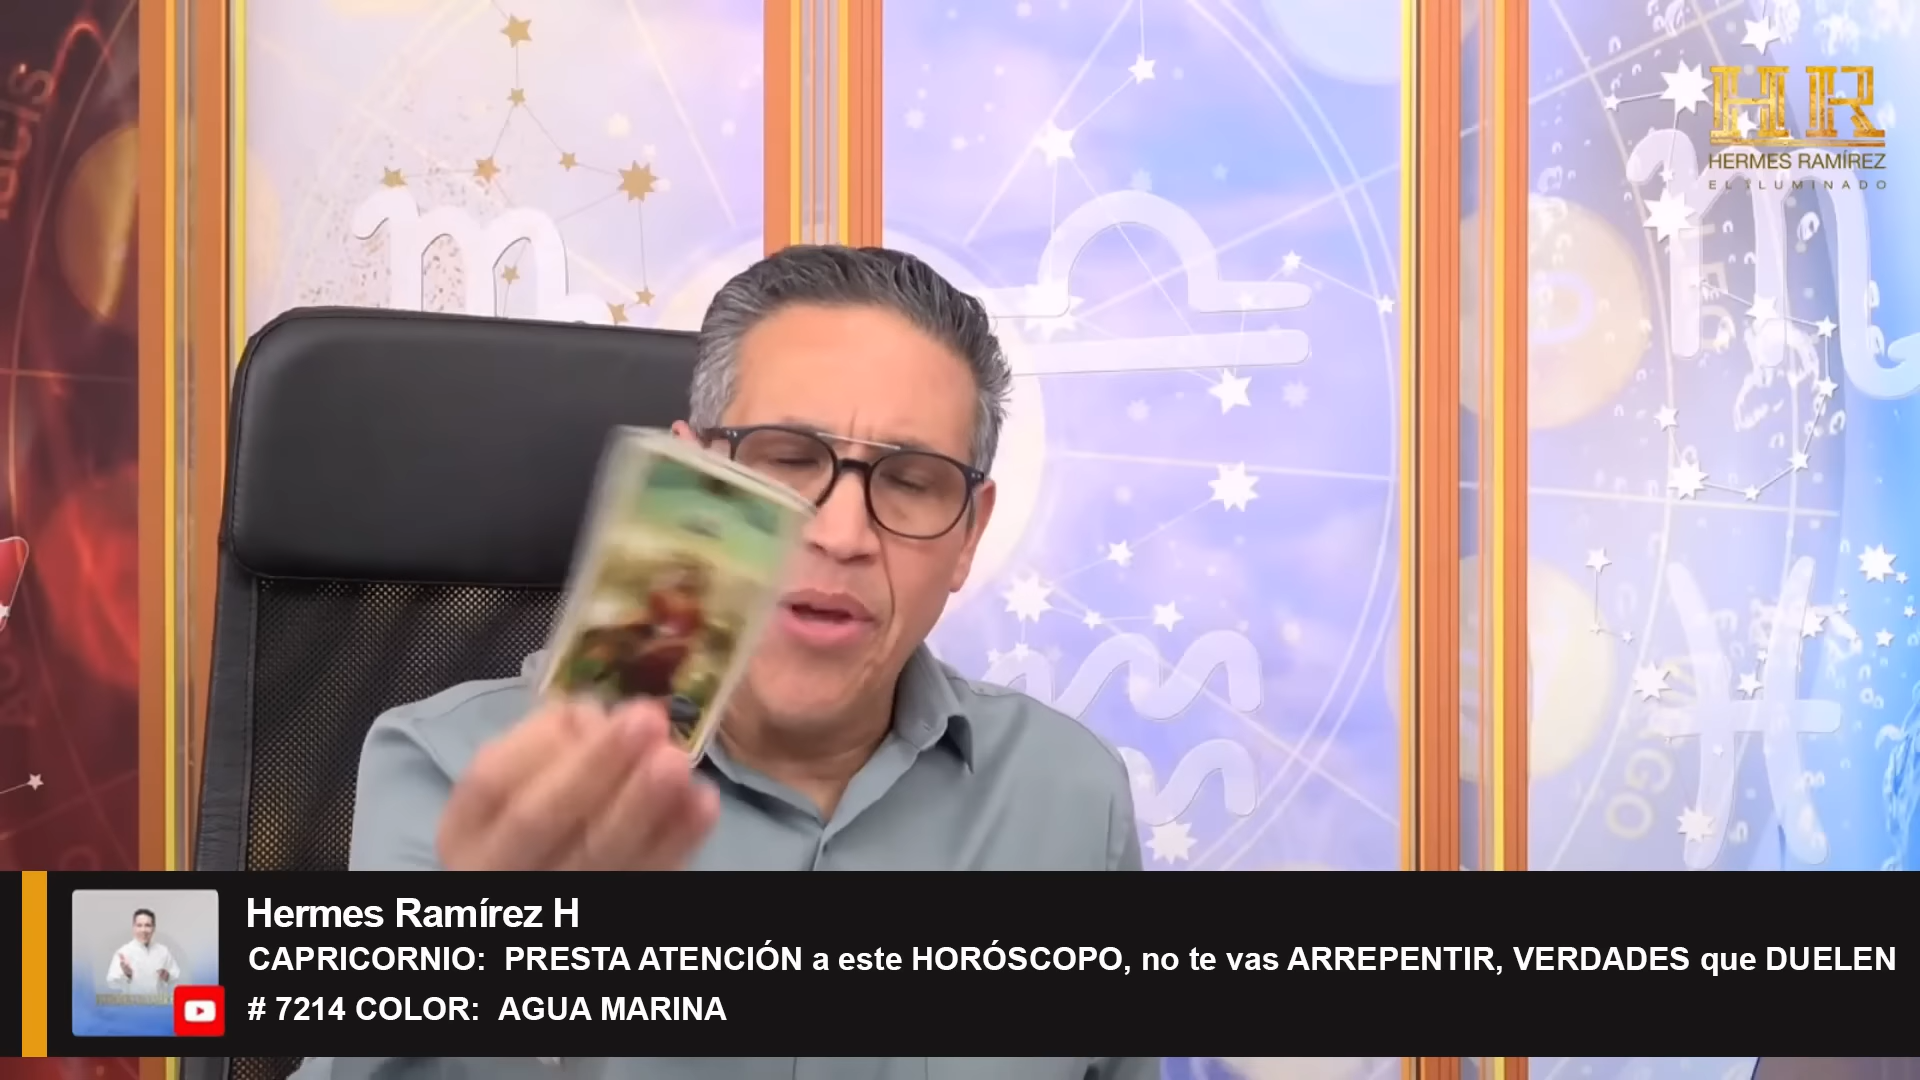 HR
HERMES RAMÍREZ
EL ILUMINADO
Hermes Ramírez H
CAPRICORNIO: PRESTA ATENCIÓN a este HORÓSCOPO, no te vas ARREPENTIR, VERDADES que DUELEN
# 7214 COLOR: AGUA MARINA